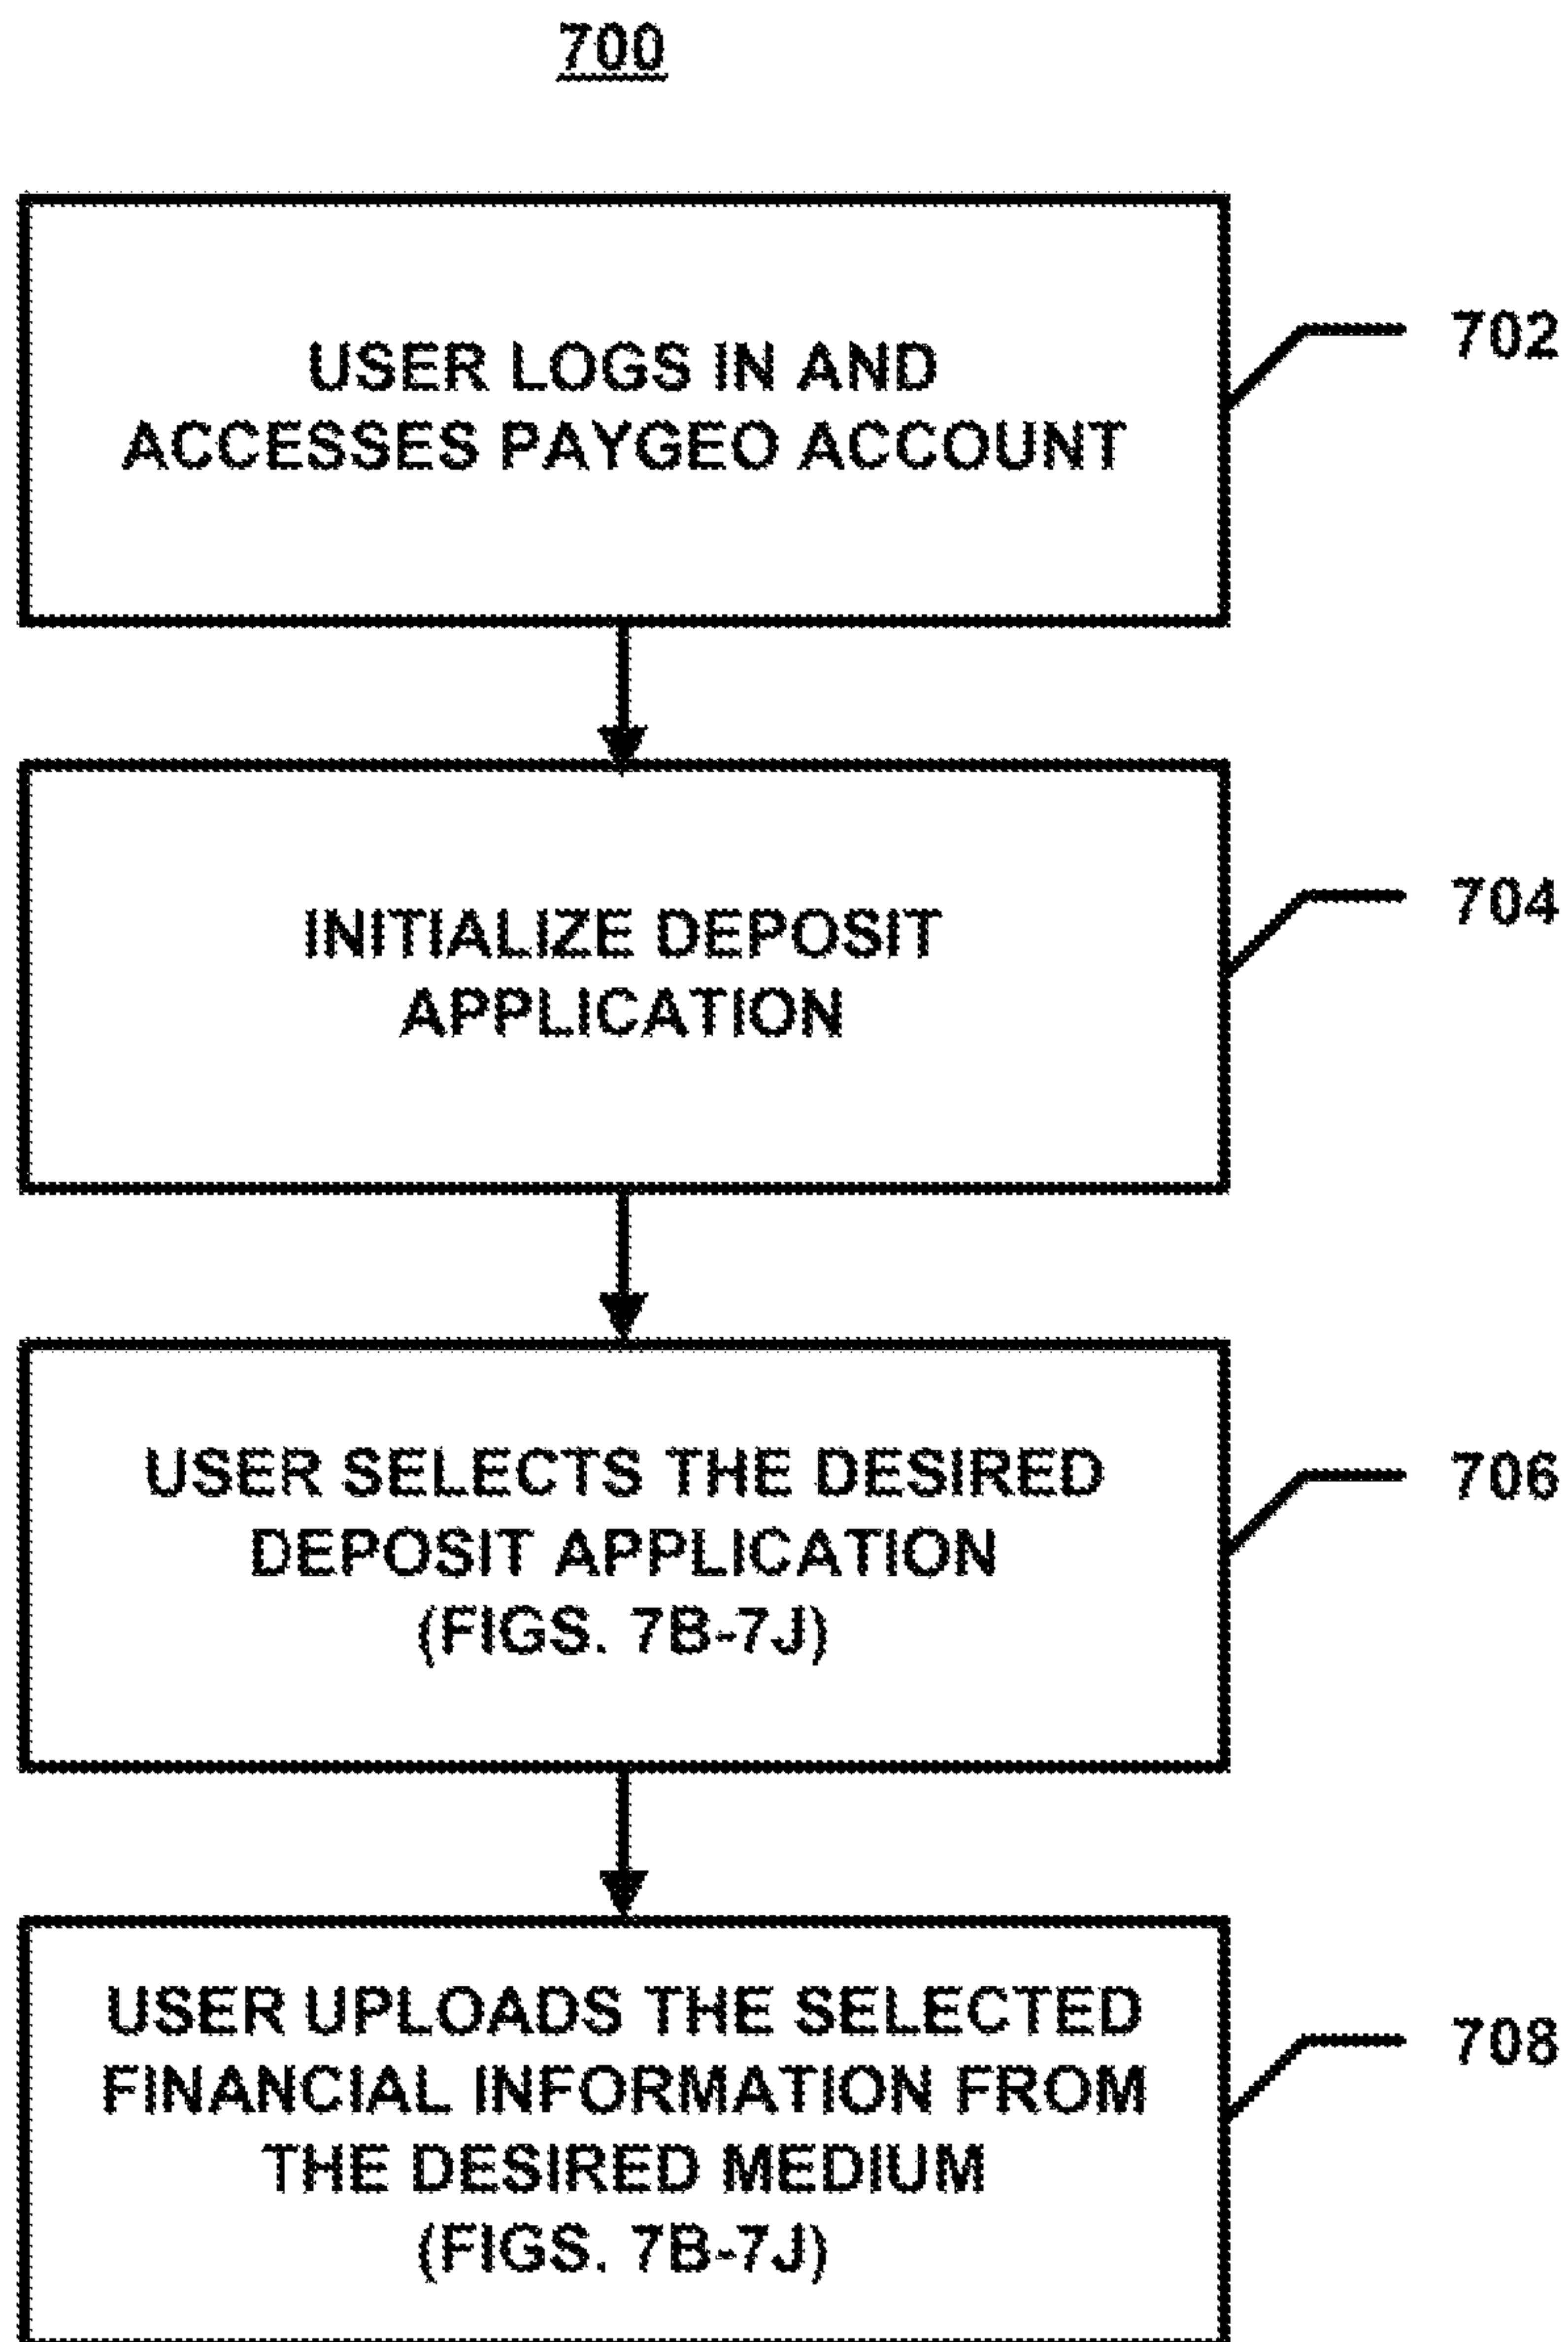 700
USER LOGS IN AND
ACCESSES PAYGEO ACCOUNT
702
INITIALIZE DEPOSIT
APPLICATION
704
USER SELECTS THE DESIRED
DEPOSIT APPLICATION
(FIGS. 7B-7J)
706
USER UPLOADS THE SELECTED
FINANCIAL INFORMATION FROM
THE DESIRED MEDIUM
(FIGS. 7B-7J)
708